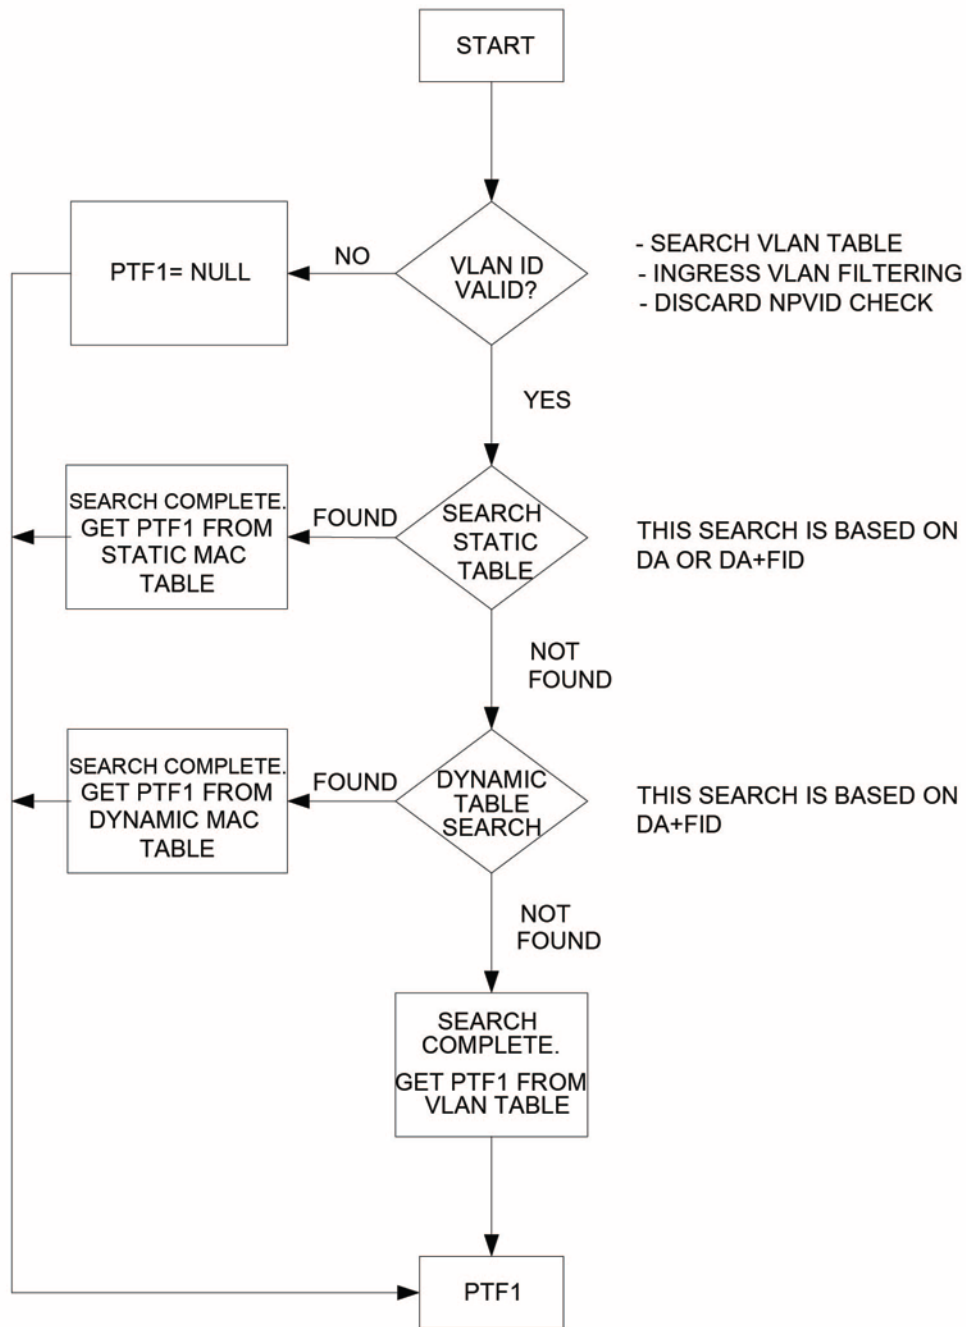 START
PTF1= NULL
NO
VLAN ID
VALID?
- SEARCH VLAN TABLE
- INGRESS VLAN FILTERING
- DISCARD NPVID CHECK
YES
SEARCH COMPLETE.
GET PTF1 FROM
STATIC MAC
TABLE
FOUND
SEARCH
STATIC
TABLE
THIS SEARCH IS BASED ON
DA OR DA+FID
NOT
FOUND
SEARCH COMPLETE.
GET PTF1 FROM
DYNAMIC MAC
TABLE
FOUND
DYNAMIC
TABLE
SEARCH
THIS SEARCH IS BASED ON
DA+FID
NOT
FOUND
SEARCH
COMPLETE.
GET PTF1 FROM
VLAN TABLE
PTF1